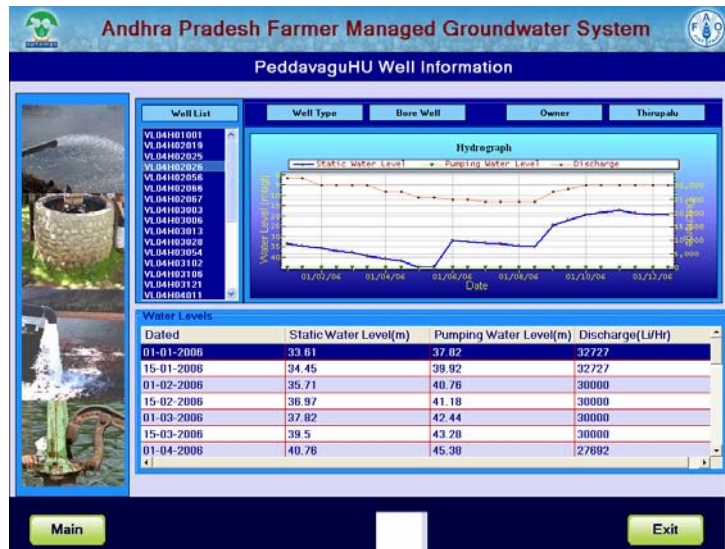 Andhra Pradesh Farmer Managed Groundwater System
FAO
PeddavaguHU Well Information
Well List
Well Type
Bore Well
Owner
Thirupalu
VL04H01001
VL04H02019
VL04H02025
VL04H02026
VL04H02056
VL04H02066
VL04H02067
VL04H03003
VL04H03006
VL04H03013
VL04H03028
VL04H03054
VL04H03102
VL04H03106
VL04H03121
VL04H04011
Hydrograph
Static Water Level Pumping Water Level Discharge
Water Level (mbgl)
01/02/06 01/04/06 01/06/06 01/08/06 01/10/06 01/12/06
Date
Water Levels
Dated Static Water Level(m) Pumping Water Level(m) Discharge(Li/Hr)
01-01-2006 33.61 37.82 32727
15-01-2006 34.45 39.92 32727
01-02-2006 35.71 40.76 30000
15-02-2006 36.97 41.18 30000
01-03-2006 37.82 42.44 30000
15-03-2006 39.5 43.28 30000
01-04-2006 40.76 45.38 27692
Main
Exit